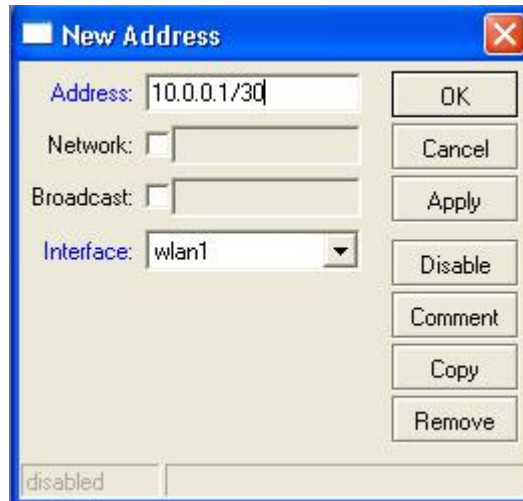 New Address
Address: 10.0.0.1/30
OK
Network:
Cancel
Broadcast:
Apply
Interface: wlan1
Disable
Comment
Copy
Remove
disabled